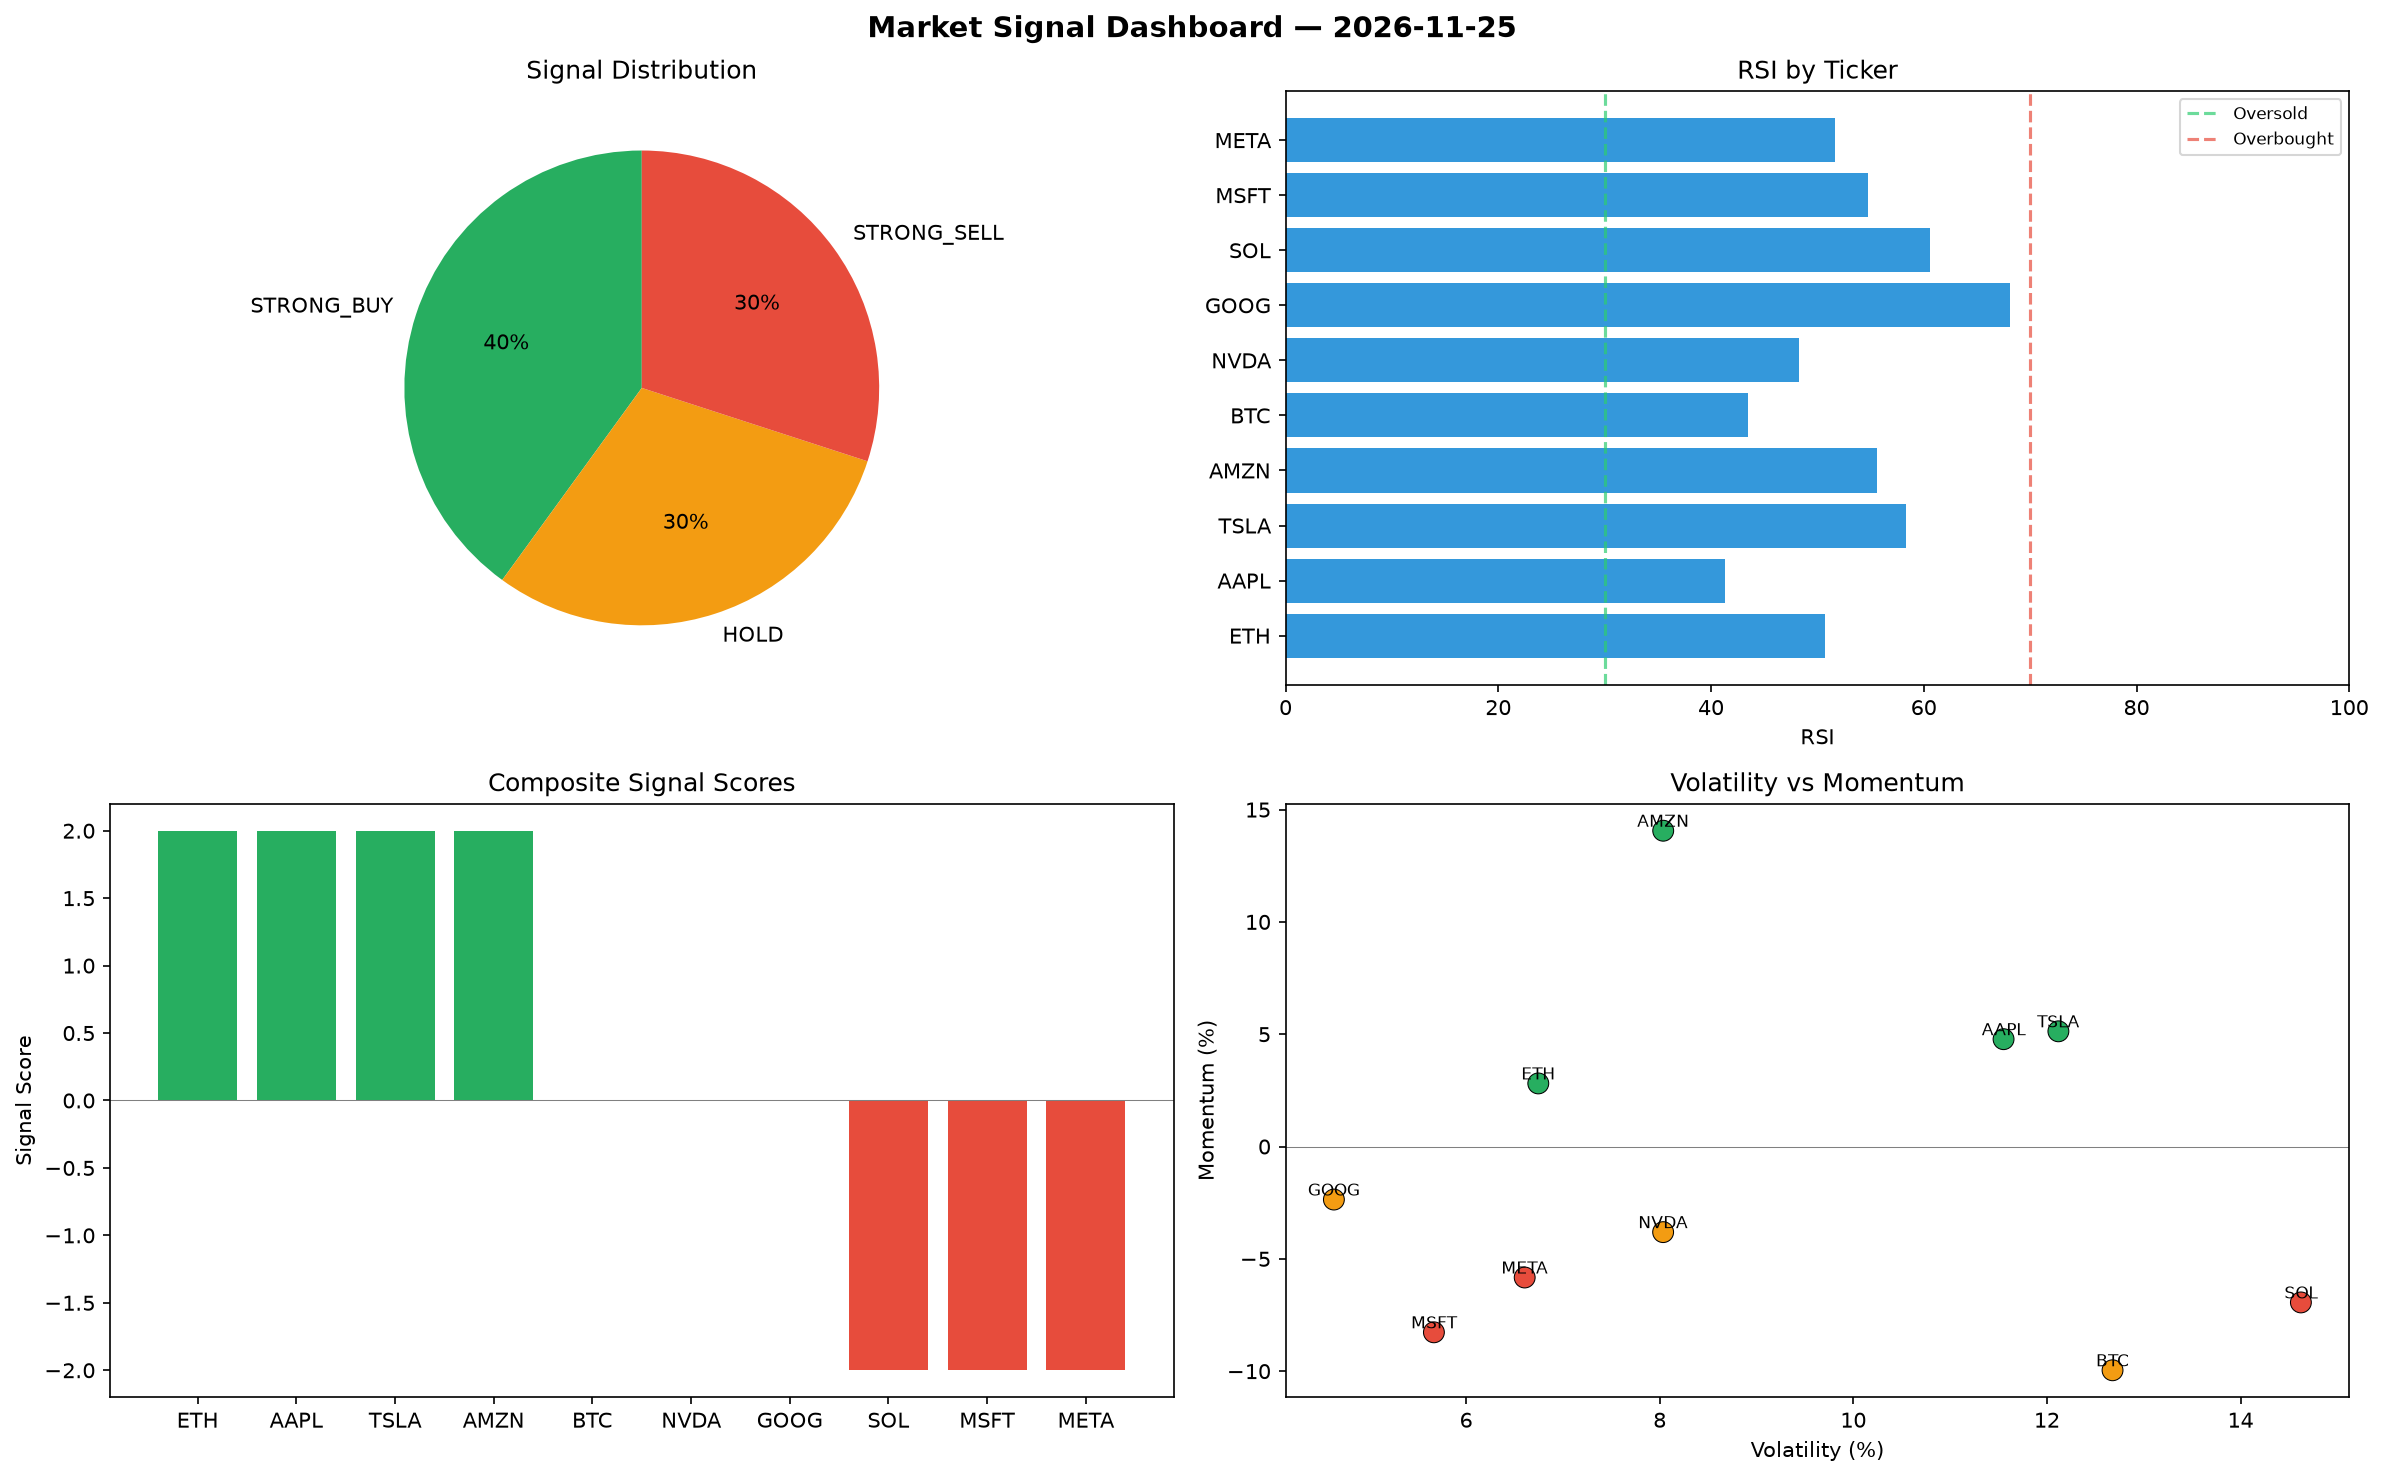 Market Signal Dashboard — 2026-11-25
Signal Distribution
STRONG_SELL
30%
STRONG_BUY
40%
30%
HOLD
RSI by Ticker
Oversold
Overbought
META
MSFT
SOL
GOOG
NVDA
BTC
AMZN
TSLA
AAPL
ETH
0 20 40 60 80 100
RSI
Composite Signal Scores
Signal Score
2.0
1.5
1.0
0.5
0.0
−0.5
−1.0
−1.5
−2.0
ETH AAPL TSLA AMZN BTC NVDA GOOG SOL MSFT META
Volatility vs Momentum
Momentum (%)
15
10
5
0
−5
−10
AMZN
TSLA
AAPL
ETH
GOOG
NVDA
META
SOL
MSFT
BTC
6 8 10 12 14
Volatility (%)